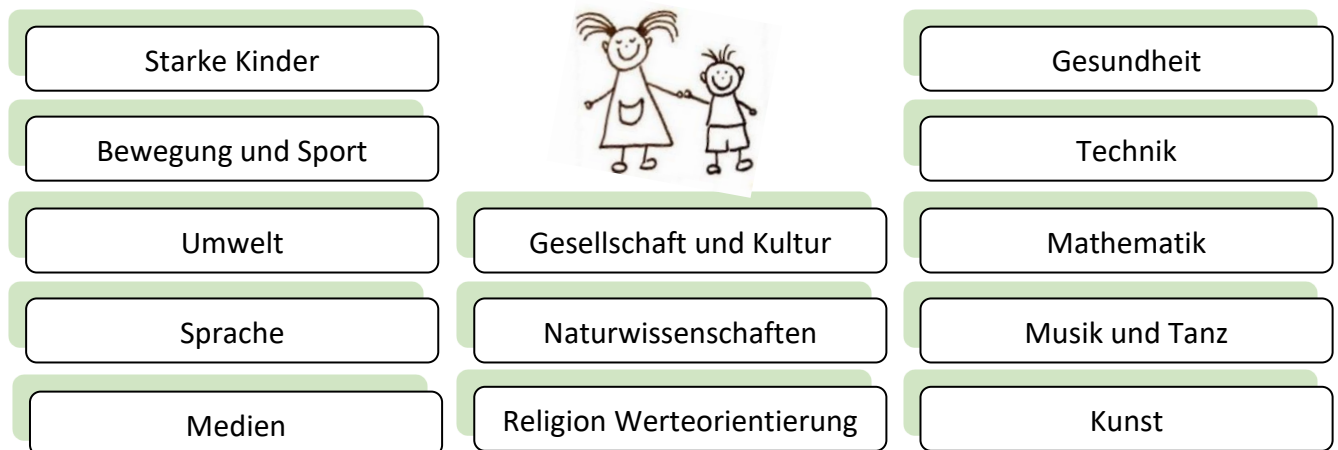 Starke Kinder
Bewegung und Sport
Umwelt
Sprache
Medien
Gesellschaft und Kultur
Naturwissenschaften
Religion Werteorientierung
Gesundheit
Technik
Mathematik
Musik und Tanz
Kunst